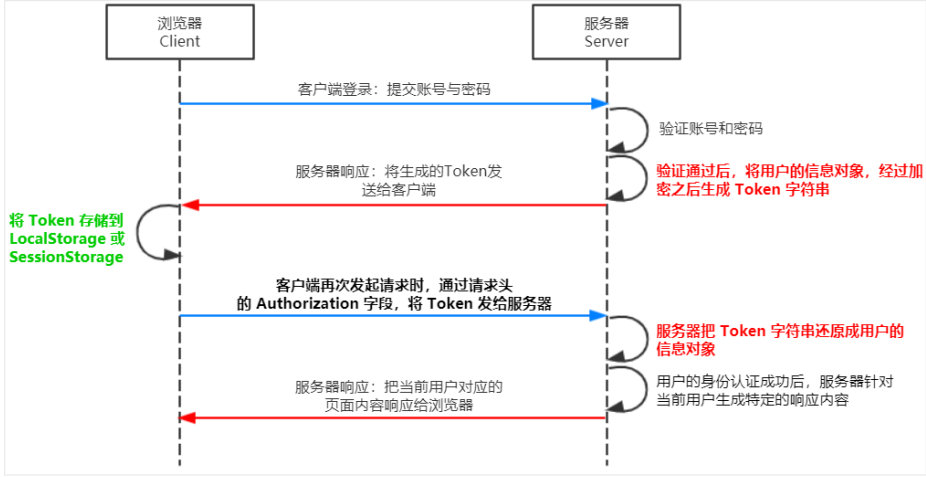 浏览器
Client
服务器
Server
客户端登录：提交账号与密码
验证账号和密码
服务器响应：将生成的Token发
送给客户端
验证通过后，将用户的信息对象，经过加
密之后生成 Token 字符串
将 Token 存储到
LocalStorage 或
SessionStorage
客户端再次发起请求时，通过请求头
的 Authorization 字段，将 Token 发给服务器
服务器把 Token 字符串还原成用户的
信息对象
服务器响应：把当前用户对应的
页面内容响应给浏览器
用户的身份认证成功后，服务器针对
当前用户生成特定的响应内容